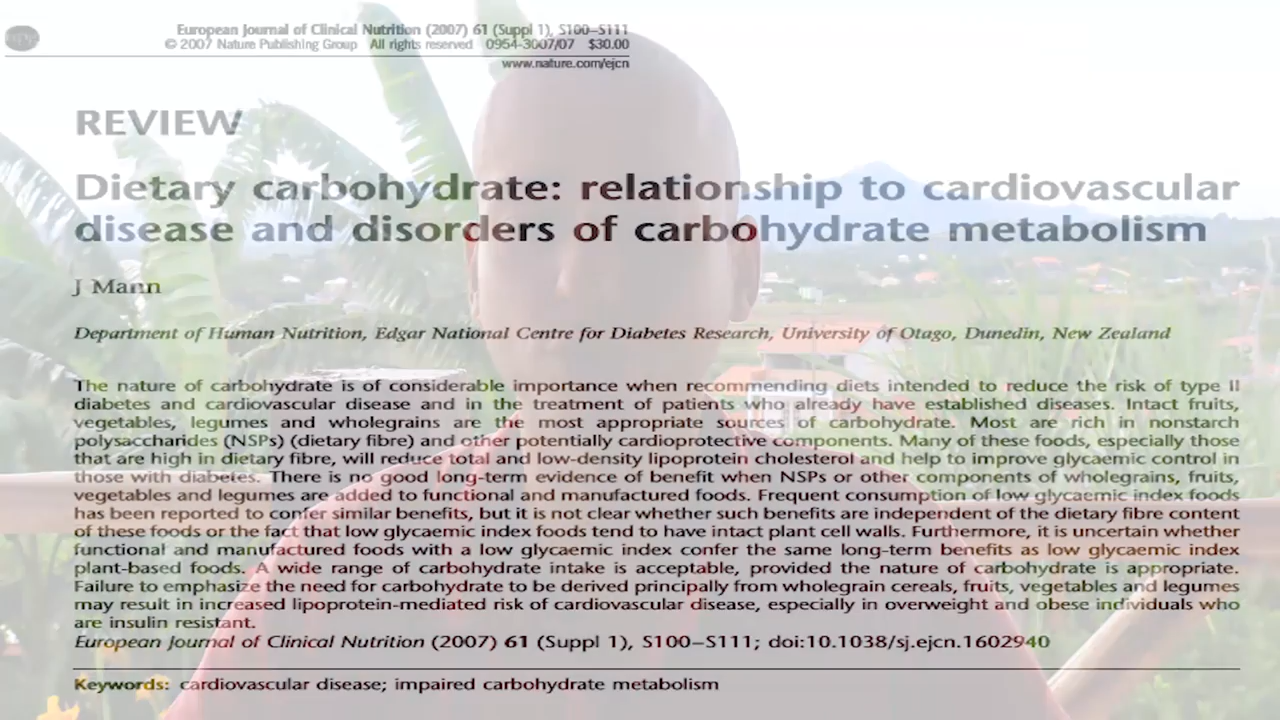 European Journal of Clinical Nutrition (2007) 61 (Suppl 1), S100–S111
© 2007 Nature Publishing Group All rights reserved 0954-3007/07 $30.00
www.nature.com/ejcn
REVIEW
Dietary carbohydrate: relationship to cardiovascular
disease and disorders of carbohydrate metabolism
J Mann
Department of Human Nutrition, Edgar National Centre for Diabetes Research, University of Otago, Dunedin, New Zealand
The nature of carbohydrate is of considerable importance when recommending diets intended to reduce the risk of type II
diabetes and cardiovascular disease and in the treatment of patients who already have established diseases. Intact fruits,
vegetables, legumes and wholegrains are the most appropriate sources of carbohydrate. Most are rich in nonstarch
polysaccharides (NSPs) (dietary fibre) and other potentially cardioprotective components. Many of these foods, especially those
that are high in dietary fibre, will reduce total and low-density lipoprotein cholesterol and help to improve glycaemic control in
those with diabetes. There is no good long-term evidence of benefit when NSPs or other components of wholegrains, fruits,
vegetables and legumes are added to functional and manufactured foods. Frequent consumption of low glycaemic index foods
has been reported to confer similar benefits, but it is not clear whether such benefits are independent of the dietary fibre content
of these foods or the fact that low glycaemic index foods tend to have intact plant cell walls. Furthermore, it is uncertain whether
functional and manufactured foods with a low glycaemic index confer the same long-term benefits as low glycaemic index
plant-based foods. A wide range of carbohydrate intake is acceptable, provided the nature of carbohydrate is appropriate.
Failure to emphasize the need for carbohydrate to be derived principally from wholegrain cereals, fruits, vegetables and legumes
may result in increased lipoprotein-mediated risk of cardiovascular disease, especially in overweight and obese individuals who
are insulin resistant.
European Journal of Clinical Nutrition (2007) 61 (Suppl 1), S100–S111; doi:10.1038/sj.ejcn.1602940
Keywords: cardiovascular disease; impaired carbohydrate metabolism